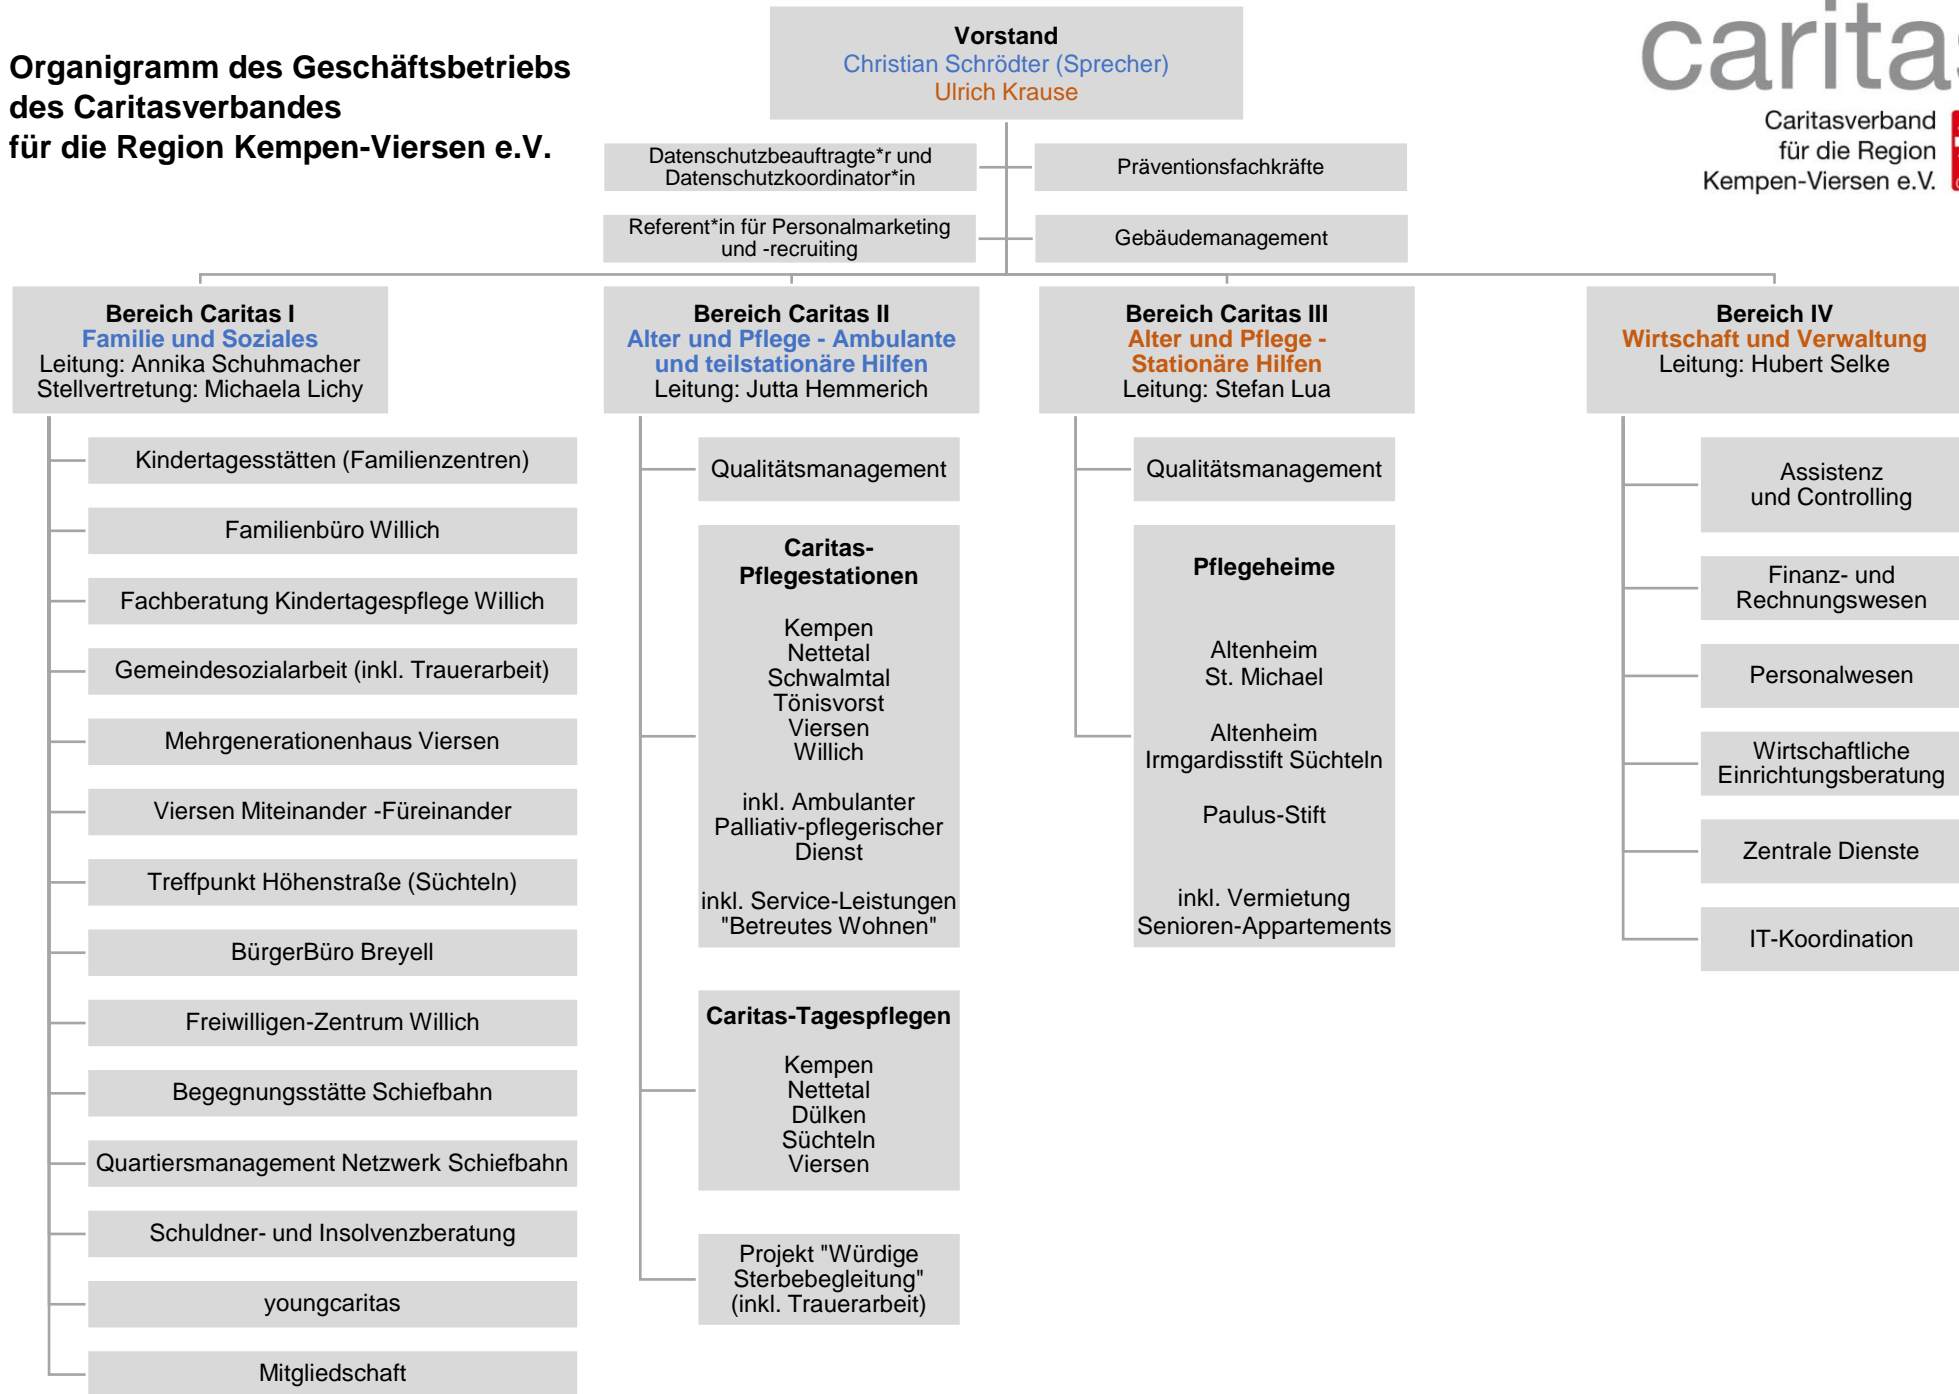 Organigramm des Geschäftsbetriebs
des Caritasverbandes
für die Region Kempen-Viersen e.V.
Vorstand
Christian Schrödter (Sprecher)
Ulrich Krause
caritas
Caritasverband
für die Region
Kempen-Viersen e.V.
Datenschutzbeauftragte*r und
Datenschutzkoordinator*in
Präventionsfachkräfte
Referent*in für Personalmarketing
und -recruiting
Gebäudemanagement
Bereich Caritas I
Familie und Soziales
Leitung: Annika Schuhmacher
Stellvertretung: Michaela Lichy
Kindertagesstätten (Familienzentren)
Familienbüro Willich
Fachberatung Kindertagespflege Willich
Gemeindesozialarbeit (inkl. Trauerarbeit)
Mehrgenerationenhaus Viersen
Viersen Miteinander -Füreinander
Treffpunkt Höhenstraße (Süchteln)
BürgerBüro Breyell
Freiwilligen-Zentrum Willich
Begegnungsstätte Schiefbahn
Quartiersmanagement Netzwerk Schiefbahn
Schuldner- und Insolvenzberatung
youngcaritas
Mitgliedschaft
Bereich Caritas II
Alter und Pflege - Ambulante
und teilstationäre Hilfen
Leitung: Jutta Hemmerich
Qualitätsmanagement
Caritas-
Pflegestationen
Kempen
Nettetal
Schwalmtal
Tönisvorst
Viersen
Willich
inkl. Ambulanter
Palliativ-pflegerischer
Dienst
inkl. Service-Leistungen
"Betreutes Wohnen"
Caritas-Tagespflegen
Kempen
Nettetal
Dülken
Süchteln
Viersen
Projekt "Würdige
Sterbebegleitung"
(inkl. Trauerarbeit)
Bereich Caritas III
Alter und Pflege -
Stationäre Hilfen
Leitung: Stefan Lua
Qualitätsmanagement
Pflegeheime
Altenheim
St. Michael
Altenheim
Irmgardisstift Süchteln
Paulus-Stift
inkl. Vermietung
Senioren-Appartements
Bereich IV
Wirtschaft und Verwaltung
Leitung: Hubert Selke
Assistenz
und Controlling
Finanz- und
Rechnungswesen
Personalwesen
Wirtschaftliche
Einrichtungsberatung
Zentrale Dienste
IT-Koordination